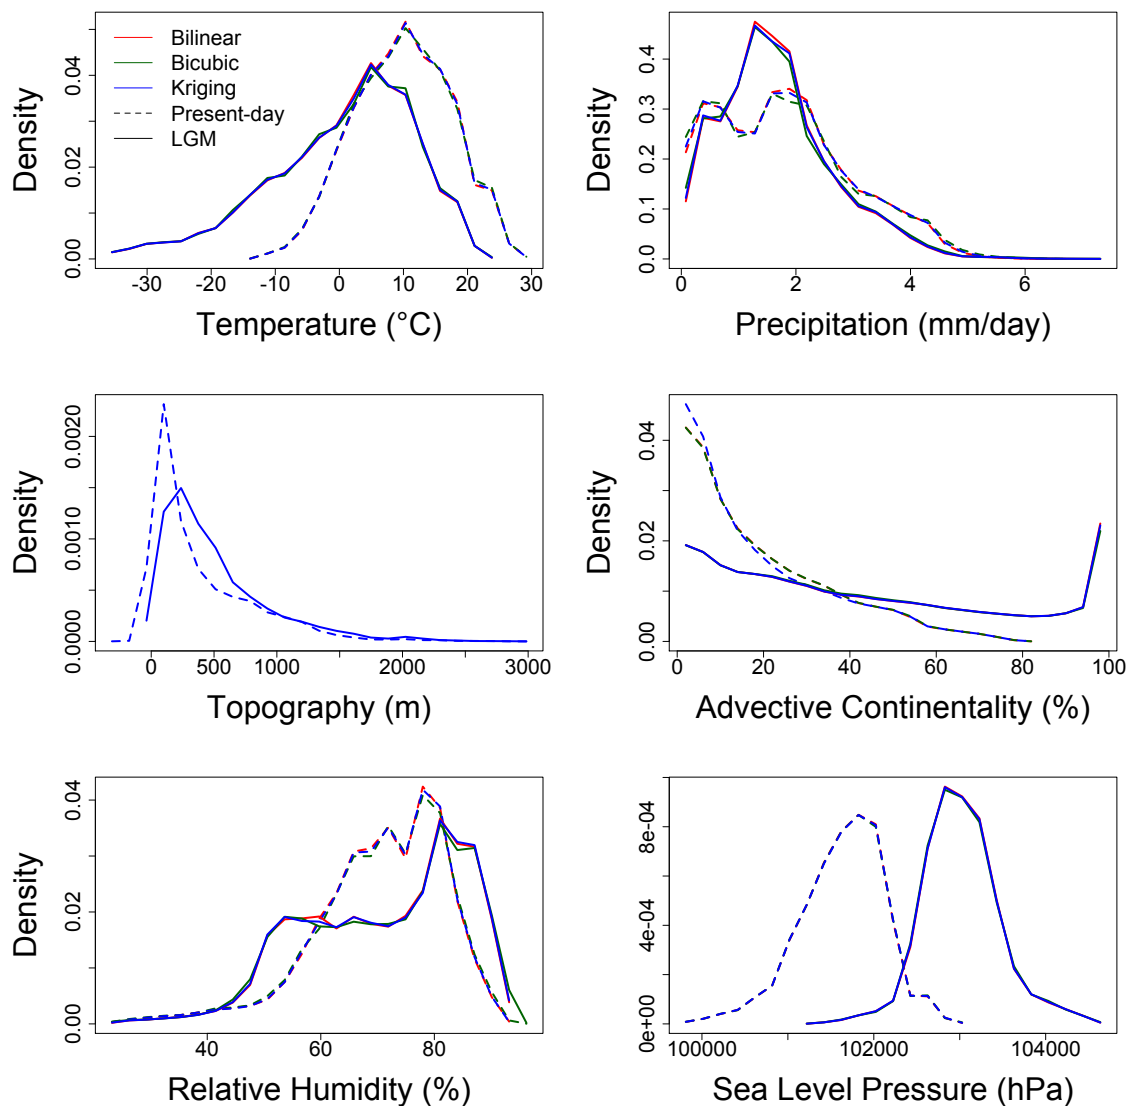 Density
0.00 0.02 0.04
Bilinear
Bicubic
Kriging
Present-day
LGM
-30 -20 -10 0 10 20 30
Temperature (°C)
Density
0.0 0.1 0.2 0.3 0.4
0 2 4 6
Precipitation (mm/day)
Density
0.0000 0.0010 0.0020
0 500 1000 2000 3000
Topography (m)
Density
0.00 0.02 0.04
0 20 40 60 80 100
Advective Continentality (%)
Density
0.00 0.02 0.04
40 60 80
Relative Humidity (%)
Density
0e+00 4e-04 8e-04
100000 102000 104000
Sea Level Pressure (hPa)